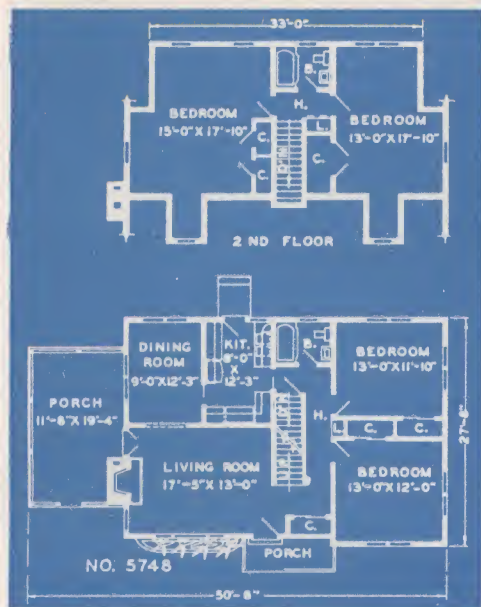 33'-0"
B.
H.
BEDROOM
15'-0" X 17'-10"
BEDROOM
13'-0" X 17'-10"
C.
L.
C.
C.
2 ND FLOOR
DINING
ROOM
9'-0" X 12'-3"
KIT.
8'-0"
X
12'-3"
B.
BEDROOM
13'-0" X 11'-10"
PORCH
11'-8" X 19'-4"
H.
L.
C.
C.
27'-8"
LIVING ROOM
17'-5" X 13'-0"
BEDROOM
13'-0" X 12'-0"
C.
PORCH
NO. 5748
50'-8"